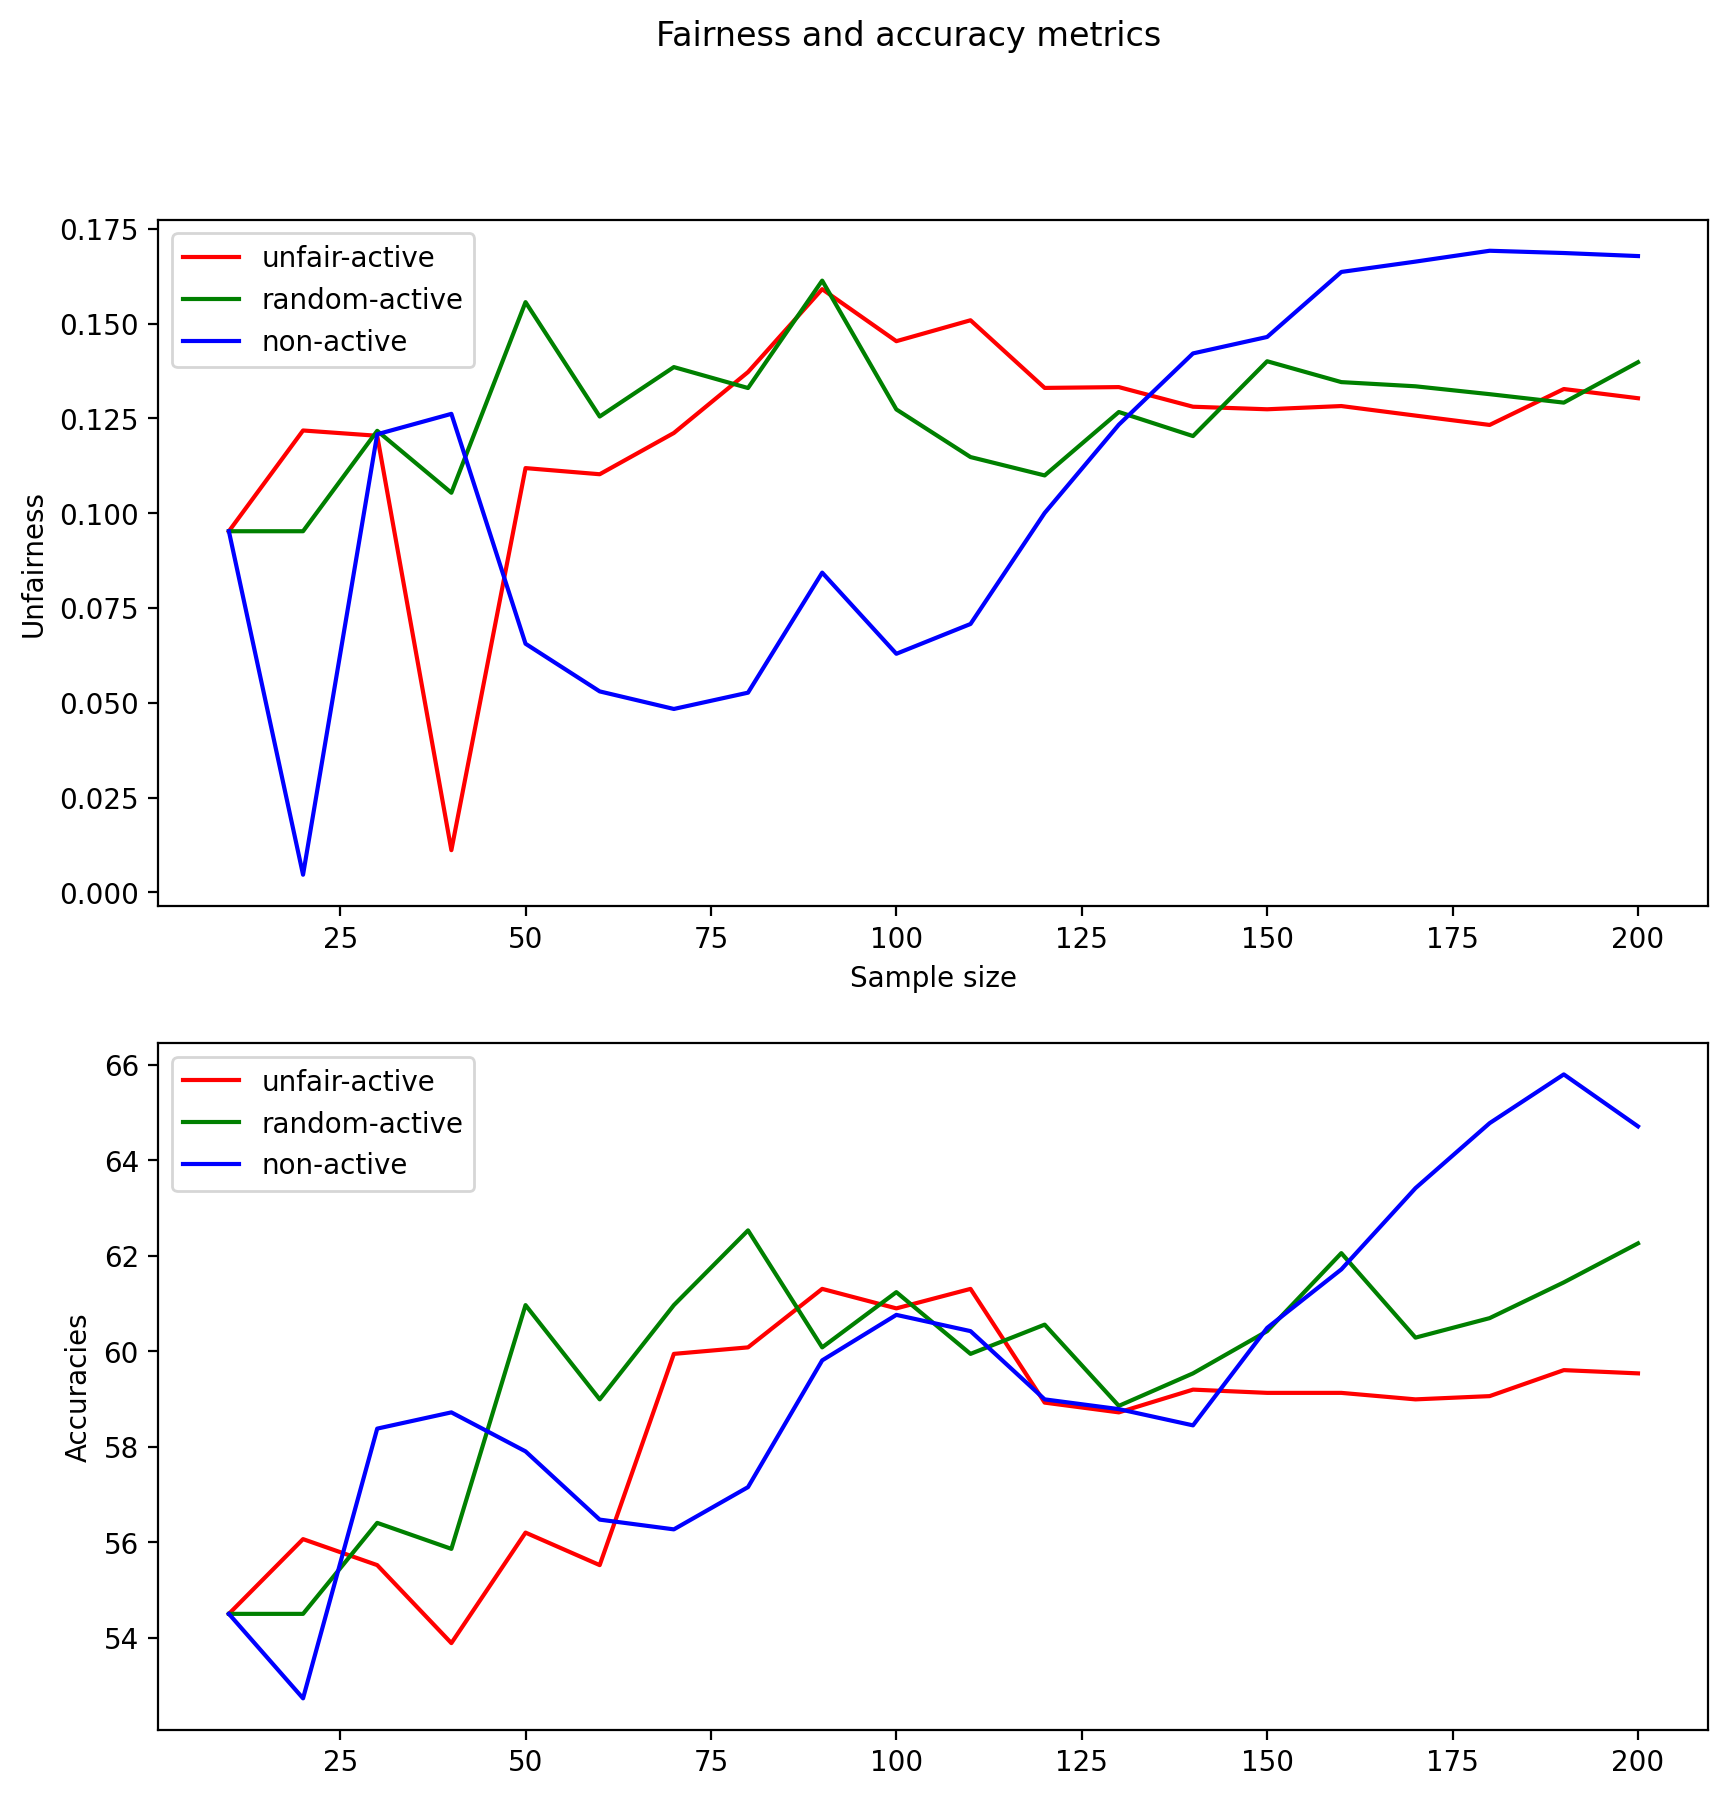 Fairness and accuracy metrics
0.175
0.150
0.125
0.100
0.075
0.050
0.025
0.000
Unfairness
unfair-active
random-active
non-active
25 50 75 100 125 150 175 200
Sample size
66
64
62
60
58
56
54
Accuracies
unfair-active
random-active
non-active
25 50 75 100 125 150 175 200